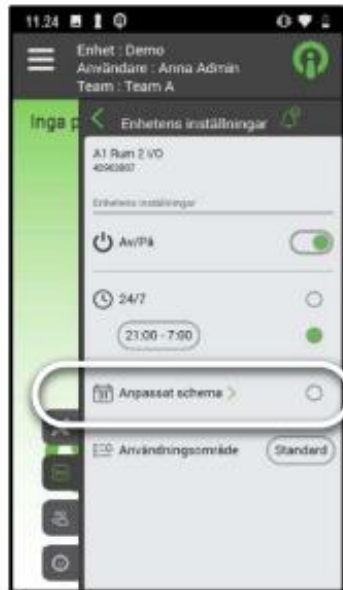 11.24
Enhet : Demo
Användare : Anna Admin
Team : Team A
Inga p
Enhetens inställningar
A1 Rum 2 I/O
Enhetens inställningar
Av/På
24/7
21:00 - 7:00
31
Anpassat schema >
Användningsområde
Standard